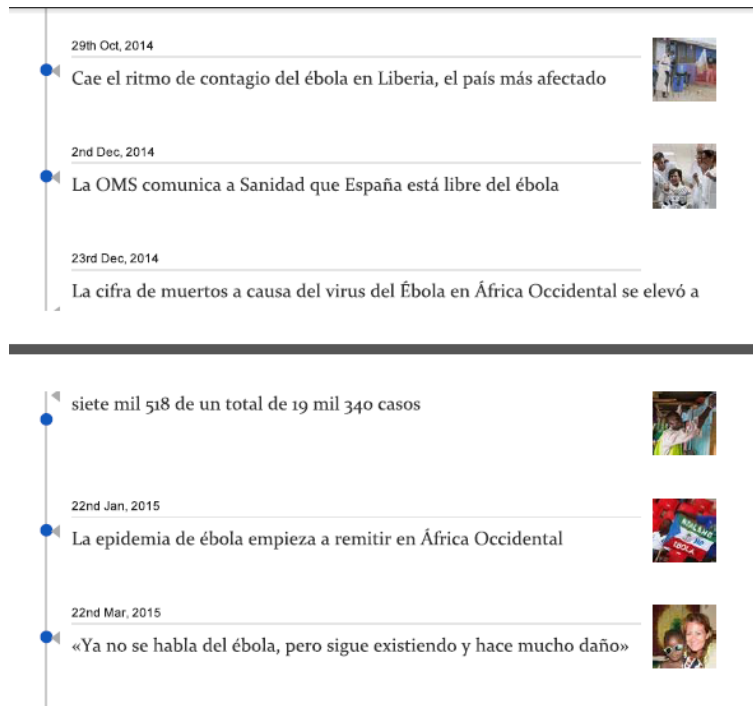 29th Oct, 2014
Cae el ritmo de contagio del ébola en Liberia, el país más afectado
2nd Dec, 2014
La OMS comunica a Sanidad que España está libre del ébola
23rd Dec, 2014
La cifra de muertos a causa del virus del Ébola en África Occidental se elevó a
siete mil 518 de un total de 19 mil 340 casos
22nd Jan, 2015
La epidemia de ébola empieza a remitir en África Occidental
EBOLA
22nd Mar, 2015
«Ya no se habla del ébola, pero sigue existiendo y hace mucho daño»